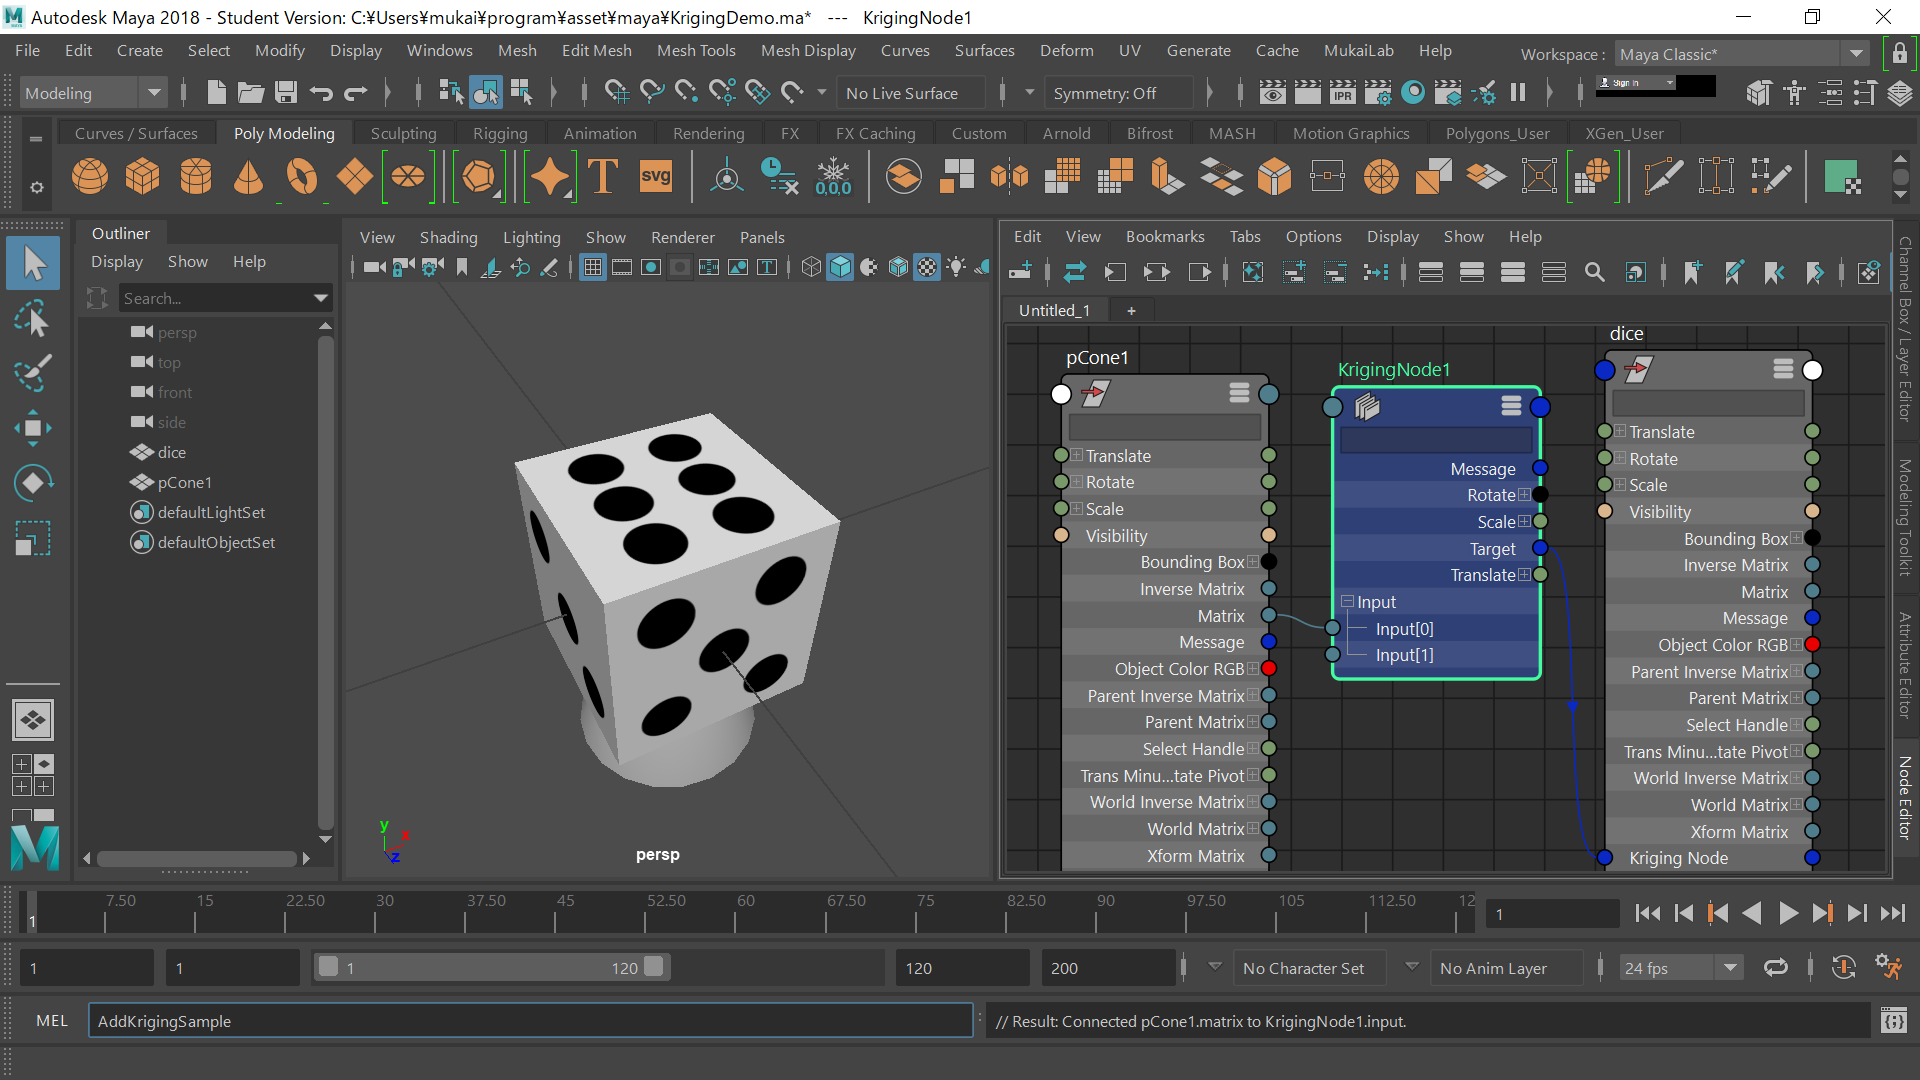 Autodesk Maya 2018 - Student Version: C:¥Users¥mukai¥program¥asset¥maya¥KrigingDemo.ma*   ---   KrigingNode1
File Edit Create Select Modify Display Windows Mesh Edit Mesh Mesh Tools Mesh Display Curves Surfaces Deform UV Generate Cache MukaiLab Help Workspace : Maya Classic*
Modeling No Live Surface Symmetry: Off IPR Sign In
Curves / Surfaces Poly Modeling Sculpting Rigging Animation Rendering FX FX Caching Custom Arnold Bifrost MASH Motion Graphics Polygons_User XGen_User
T svg 0,0,0
Outliner
Display Show Help
Search...
persp
top
front
side
dice
pCone1
defaultLightSet
defaultObjectSet
View Shading Lighting Show Renderer Panels
y
x
z
persp
Edit View Bookmarks Tabs Options Display Show Help
Untitled_1 +
pCone1
Translate
Rotate
Scale
Visibility
Bounding Box
Inverse Matrix
Matrix
Message
Object Color RGB
Parent Inverse Matrix
Parent Matrix
Select Handle
Trans Minu...tate Pivot
World Inverse Matrix
World Matrix
Xform Matrix
KrigingNode1
Message
Rotate
Scale
Target
Translate
Input
Input[0]
Input[1]
dice
Translate
Rotate
Scale
Visibility
Bounding Box
Inverse Matrix
Matrix
Message
Object Color RGB
Parent Inverse Matrix
Parent Matrix
Select Handle
Trans Minu...tate Pivot
World Inverse Matrix
World Matrix
Xform Matrix
Kriging Node
Channel Box / Layer Editor
Modeling Toolkit
Attribute Editor
Node Editor
1 7.50 15 22.50 30 37.50 45 52.50 60 67.50 75 82.50 90 97.50 105 112.50 12 1
1 1 1 120 120 200 No Character Set No Anim Layer 24 fps
MEL AddKrigingSample // Result: Connected pCone1.matrix to KrigingNode1.input.